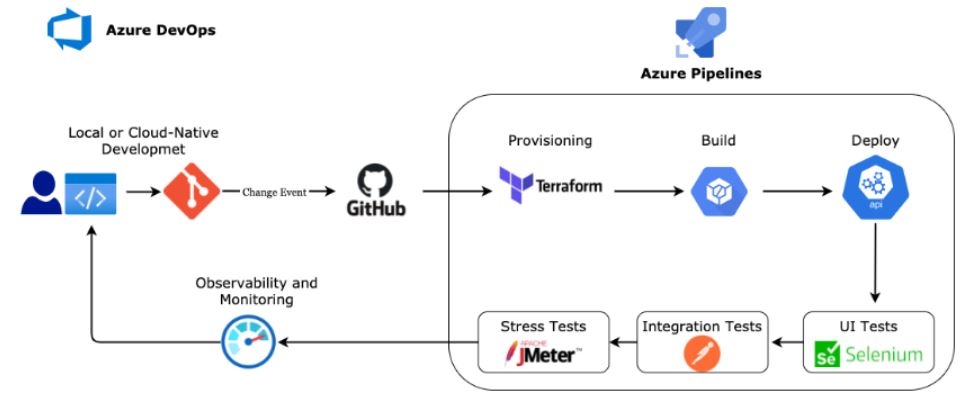 Azure DevOps
Azure Pipelines
Local or Cloud-Native
Developmet
Provisioning
Build
Deploy
</>
Change Event
GitHub
Terraform
api
Observability and
Monitoring
Stress Tests
APACHE
JMeter™
Integration Tests
UI Tests
Se Selenium